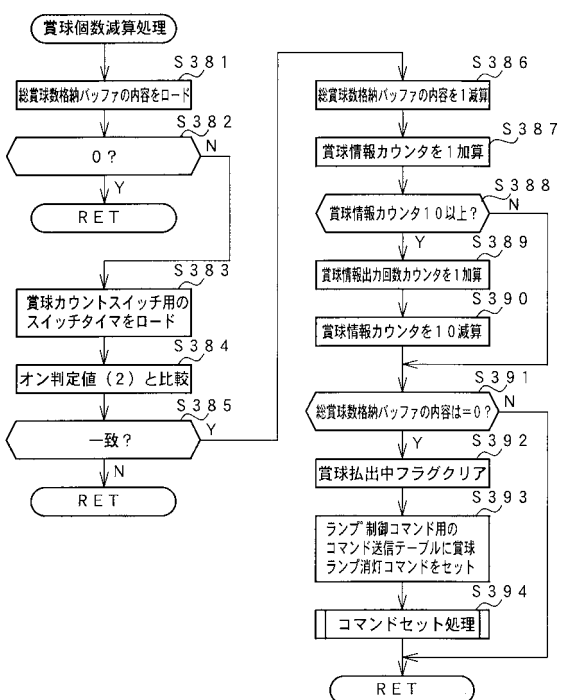 賞球個数減算処理
S381
総賞球数格納バッファの内容をロード
S382
0?
N
Y
RET
S383
賞球カウントスイッチ用の
スイッチタイマをロード
S384
オン判定値（2）と比較
S385
一致?
Y
N
RET
S386
総賞球数格納バッファの内容を1減算
S387
賞球情報カウンタを1加算
S388
賞球情報カウンタ10以上?
N
Y
S389
賞球情報出力回数カウンタを1加算
S390
賞球情報カウンタを10減算
S391
総賞球数格納バッファの内容は=0?
N
Y
S392
賞球払出中フラグクリア
S393
ランプ制御コマンド用の
コマンド送信テーブルに賞球
ランプ消灯コマンドをセット
S394
コマンドセット処理
RET